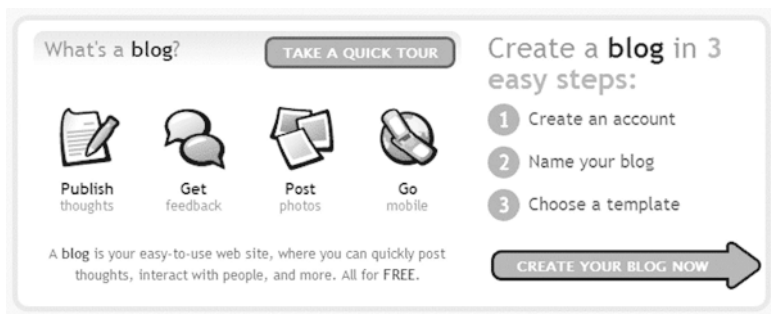 What's a blog?
TAKE A QUICK TOUR
Publish
thoughts
Get
feedback
Post
photos
Go
mobile
A blog is your easy-to-use web site, where you can quickly post
thoughts, interact with people, and more. All for FREE.
Create a blog in 3
easy steps:
1 Create an account
2 Name your blog
3 Choose a template
CREATE YOUR BLOG NOW